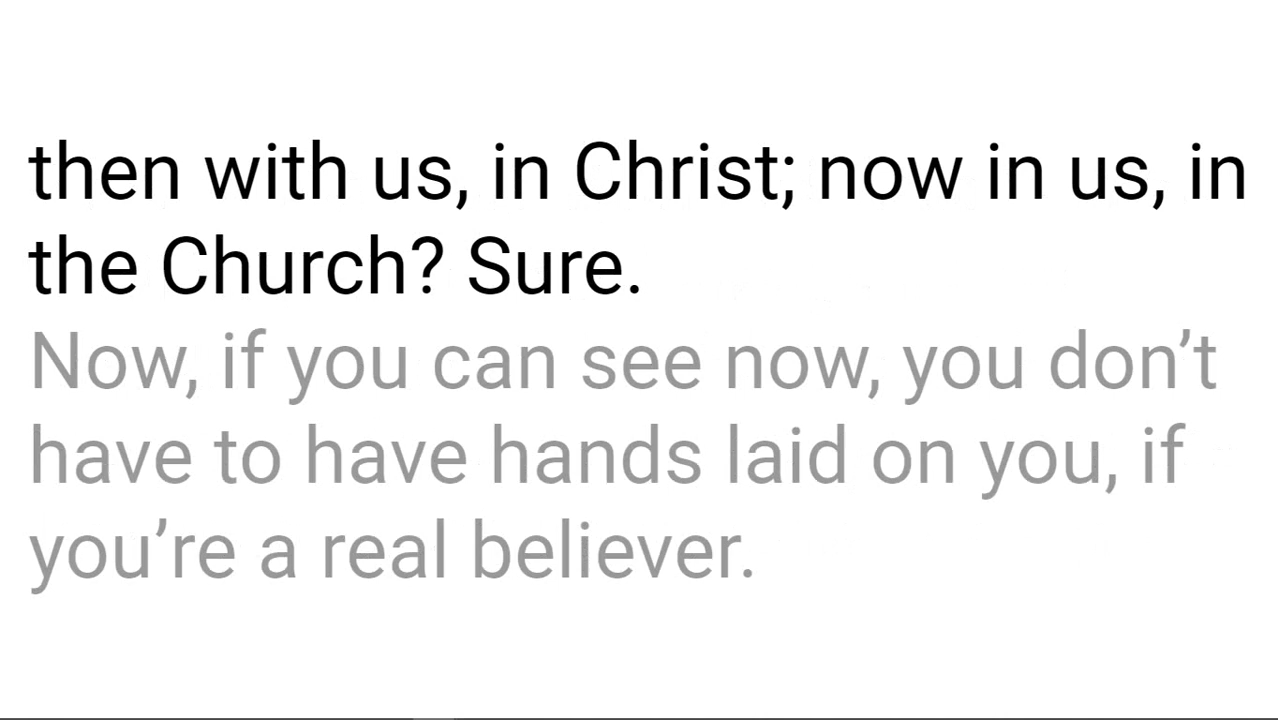 then with us, in Christ; now in us, in
the Church? Sure.
Now, if you can see now, you don’t
have to have hands laid on you, if
you’re a real believer.